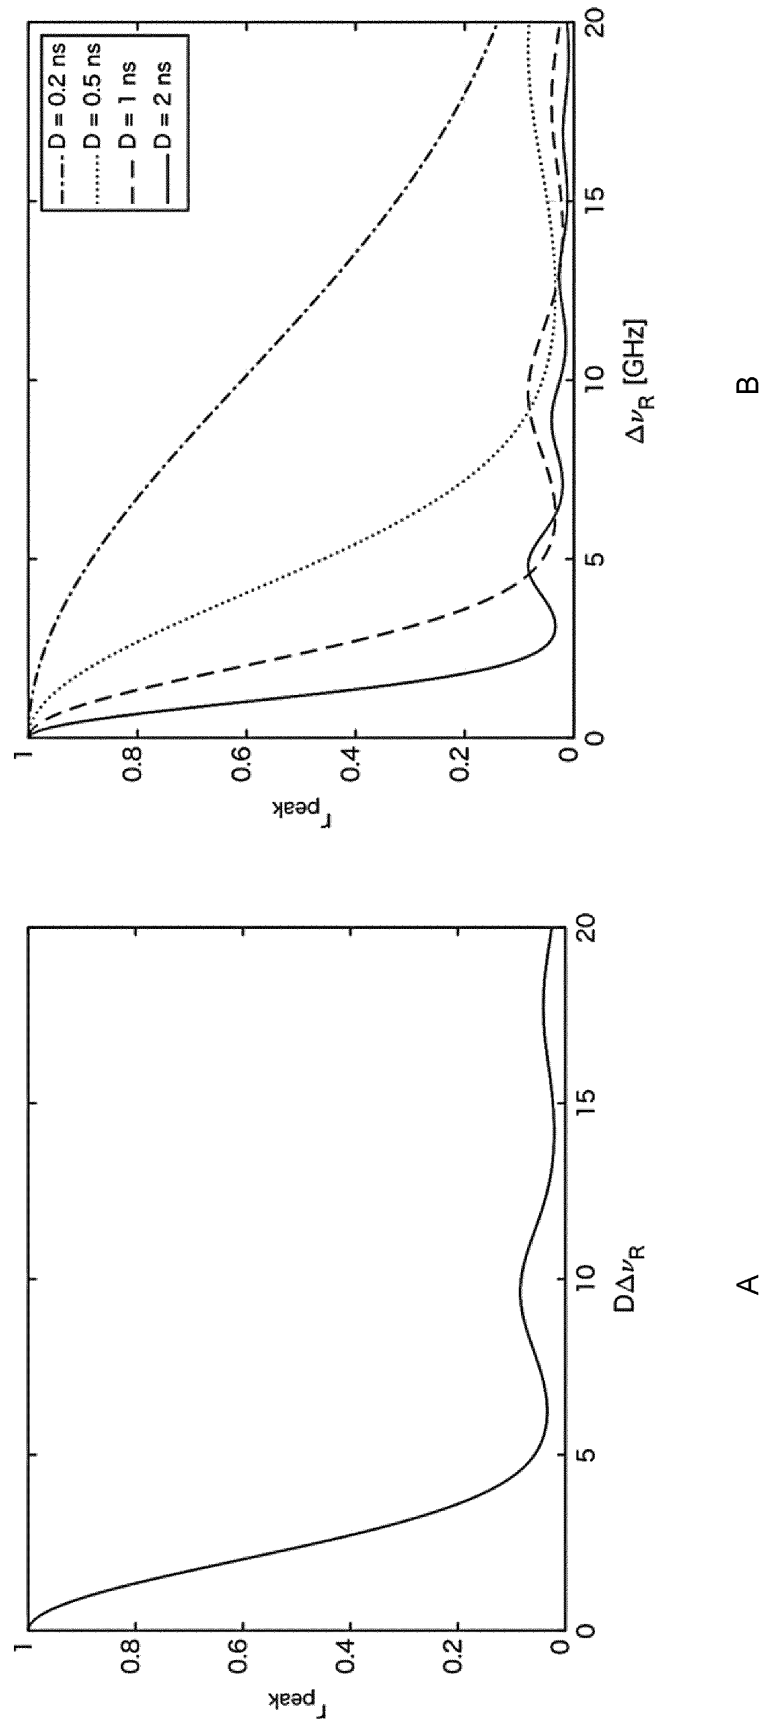 r_peak
1
0.8
0.6
0.4
0.2
0
0 5 10 15 20
DΔν_R
A
r_peak
1
0.8
0.6
0.4
0.2
0
0 5 10 15 20
Δν_R [GHz]
D = 0.2 ns
D = 0.5 ns
D = 1 ns
D = 2 ns
B